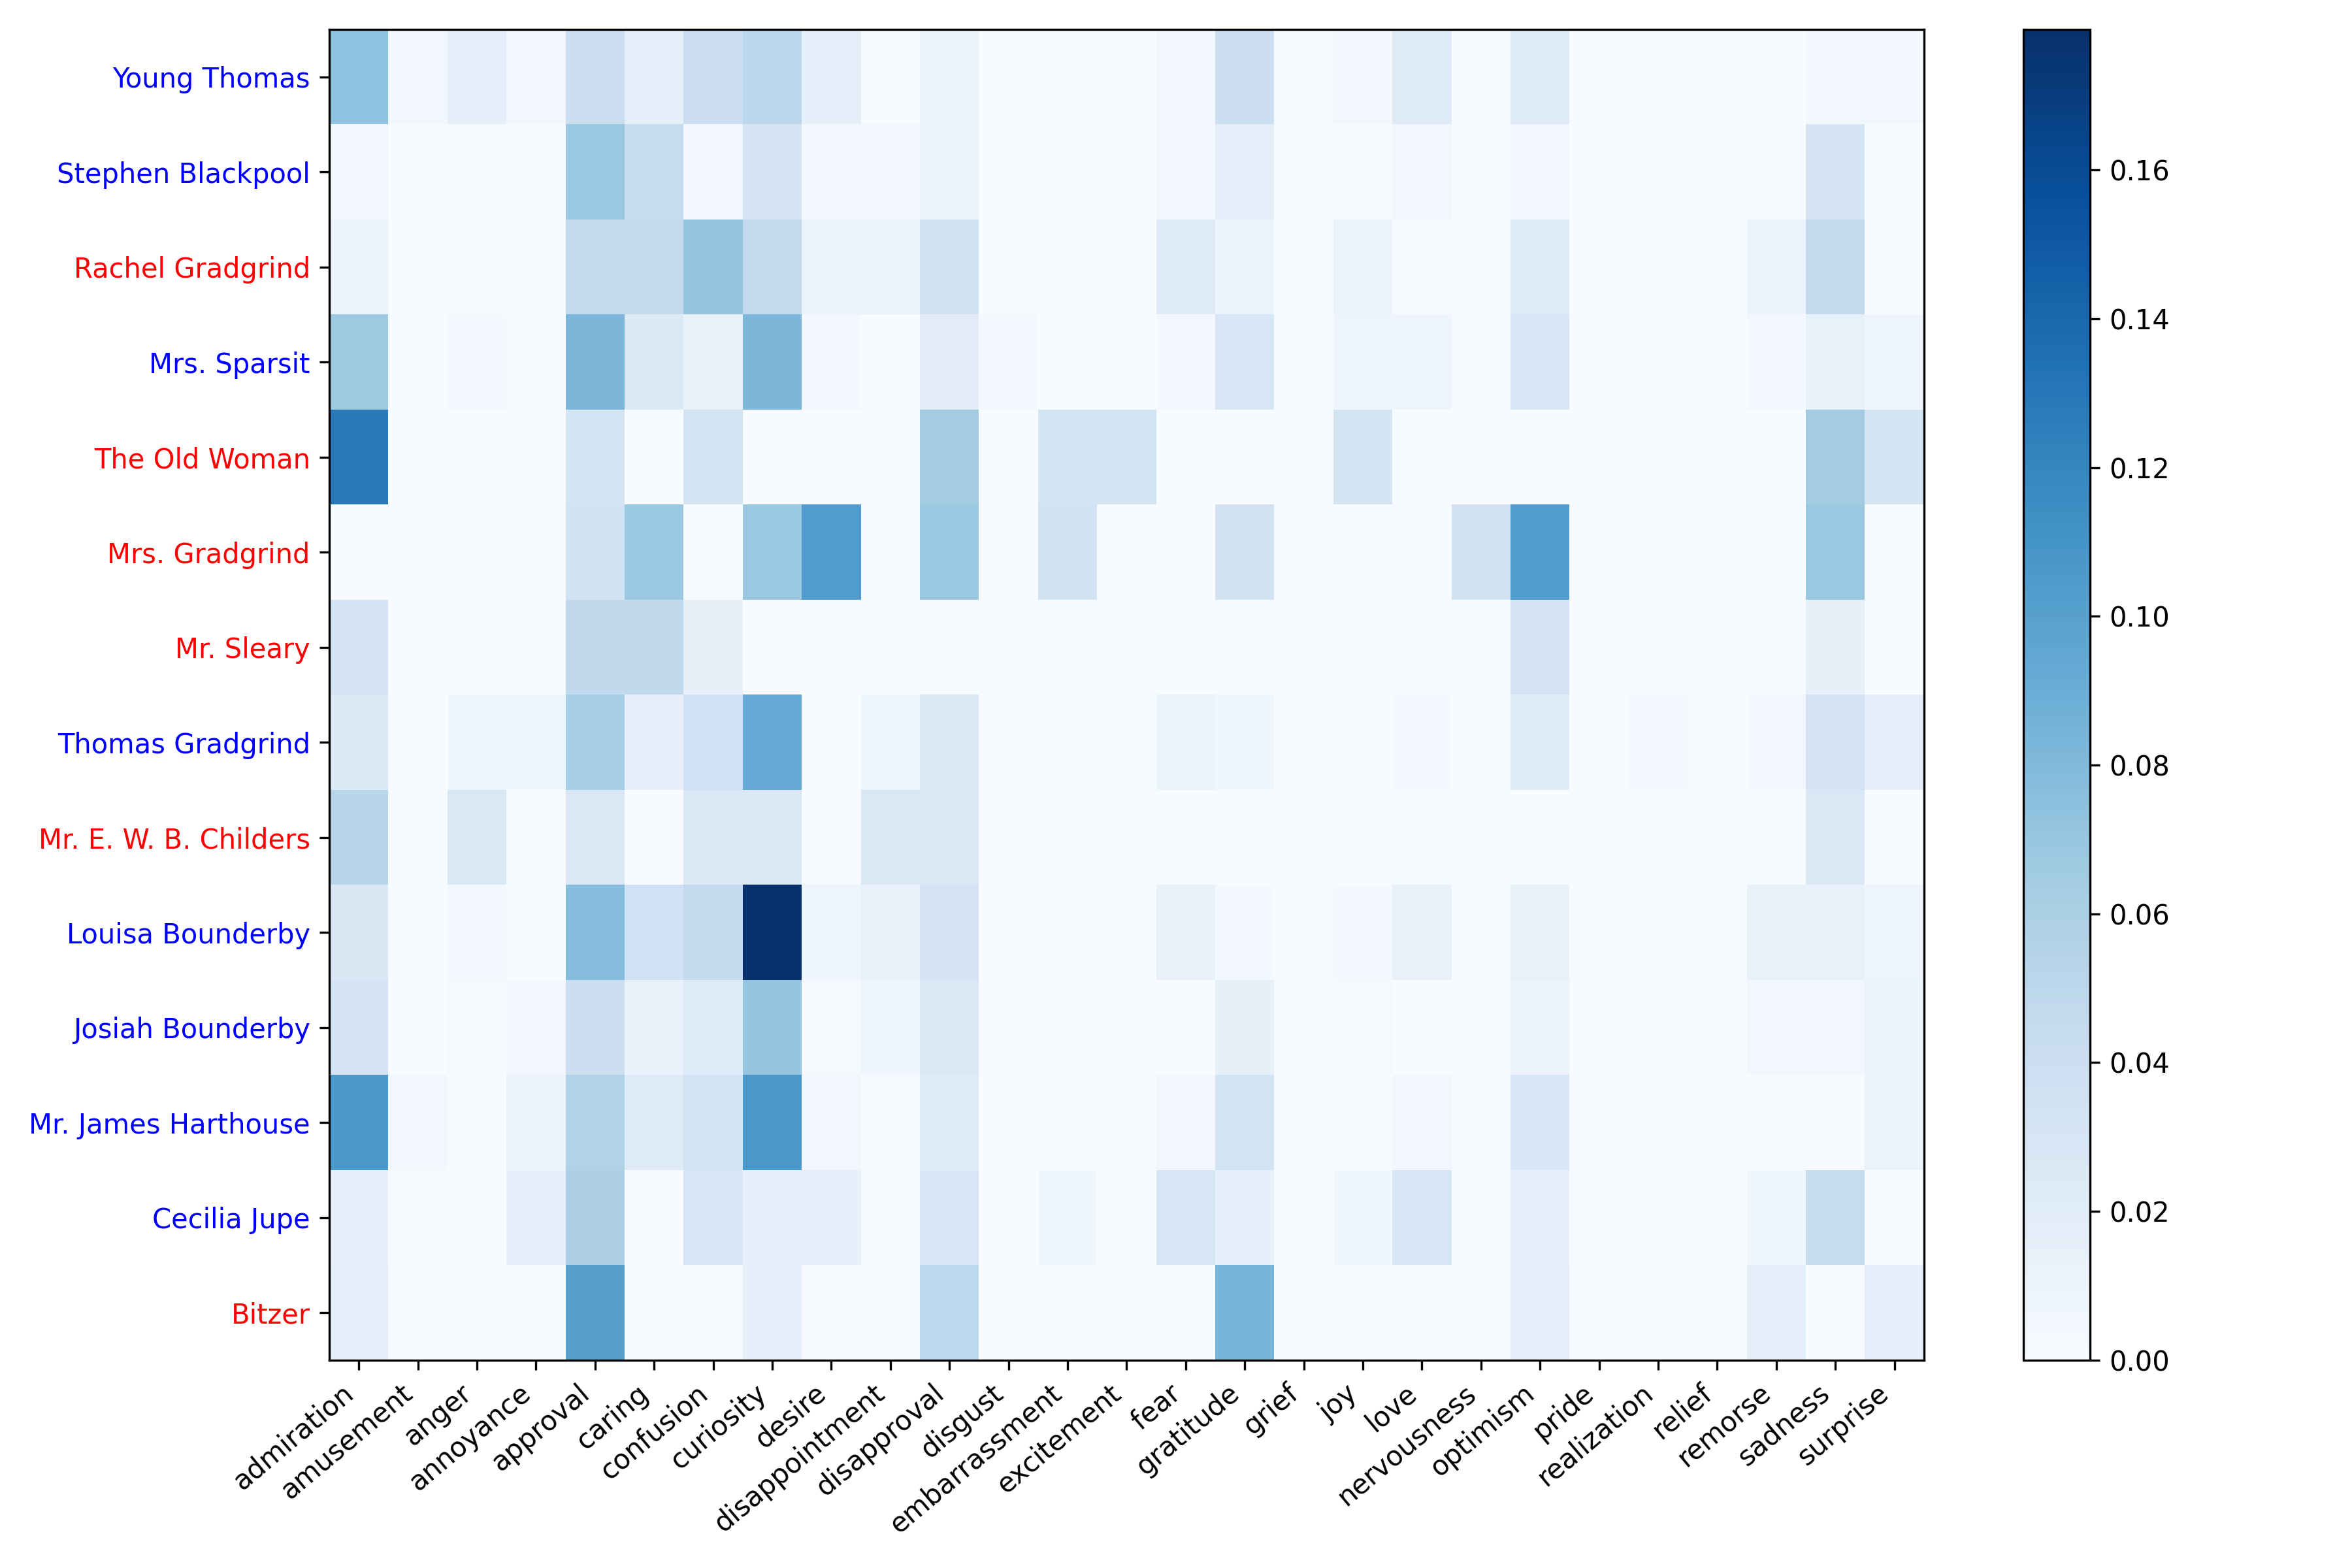 Young Thomas
Stephen Blackpool
Rachel Gradgrind
Mrs. Sparsit
The Old Woman
Mrs. Gradgrind
Mr. Sleary
Thomas Gradgrind
Mr. E. W. B. Childers
Louisa Bounderby
Josiah Bounderby
Mr. James Harthouse
Cecilia Jupe
Bitzer
admiration
amusement
anger
annoyance
approval
caring
confusion
curiosity
desire
disappointment
disapproval
disgust
embarrassment
excitement
fear
gratitude
grief
joy
love
nervousness
optimism
pride
realization
relief
remorse
sadness
surprise
0.16
0.14
0.12
0.10
0.08
0.06
0.04
0.02
0.00